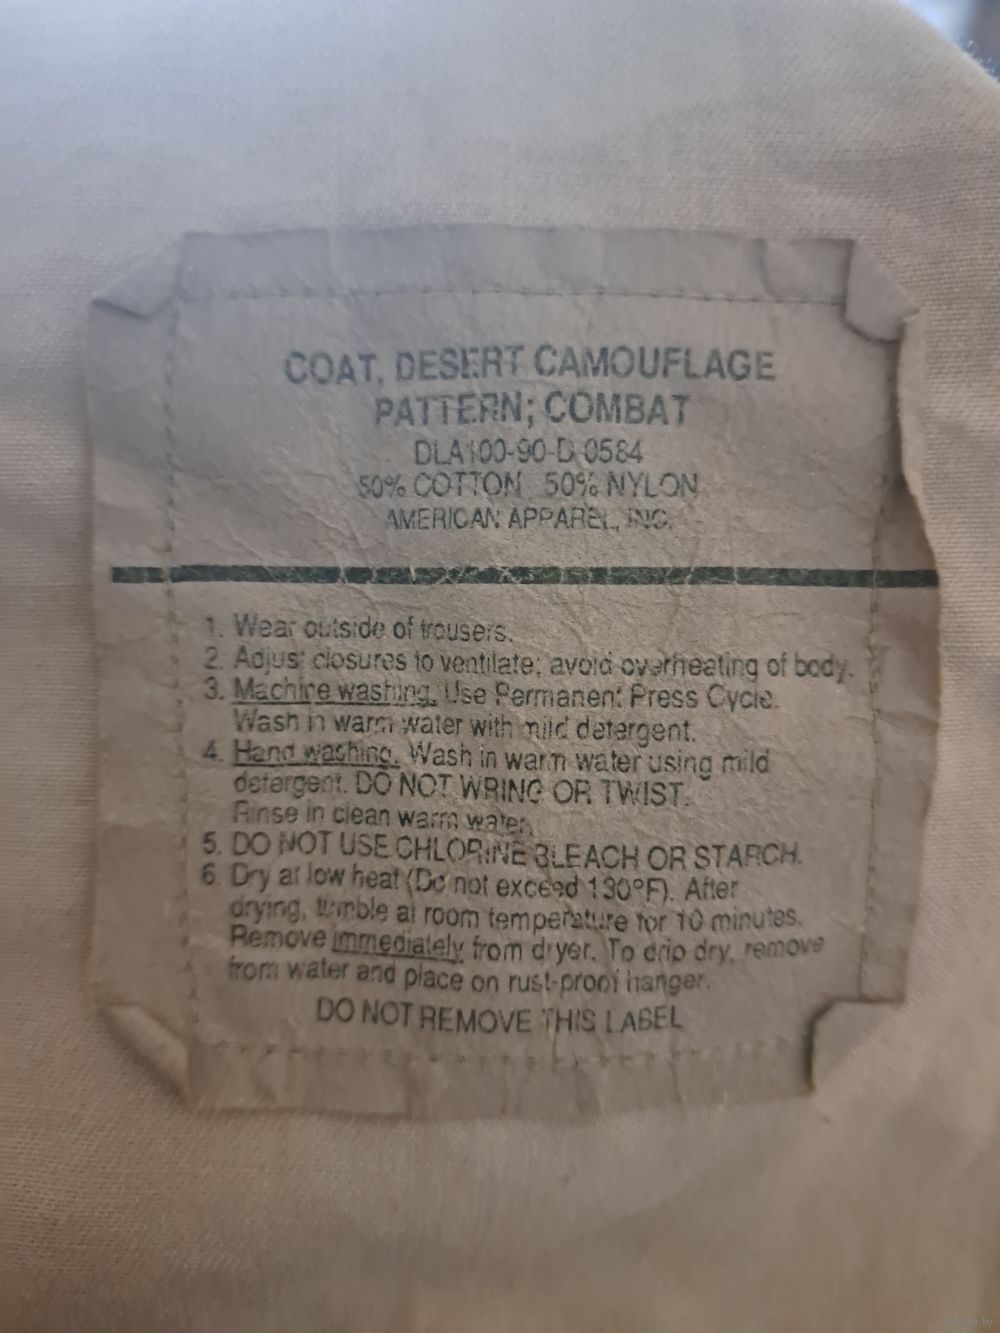 COAT, DESERT CAMOUFLAGE
PATTERN; COMBAT
DLA100-90-D-0584
50% COTTON 50% NYLON
AMERICAN APPAREL, INC.
1. Wear outside of trousers.
2. Adjust closures to ventilate; avoid overheating of body.
3. Machine washing. Use Permanent Press Cycle.
Wash in warm water with mild detergent.
4. Hand washing. Wash in warm water using mild
detergent. DO NOT WRING OR TWIST.
Rinse in clean warm water.
5. DO NOT USE CHLORINE BLEACH OR STARCH.
6. Dry at low heat (Do not exceed 130°F). After
drying, tumble at room temperature for 10 minutes.
Remove immediately from dryer. To drip dry, remove
from water and place on rust-proof hanger.
DO NOT REMOVE THIS LABEL